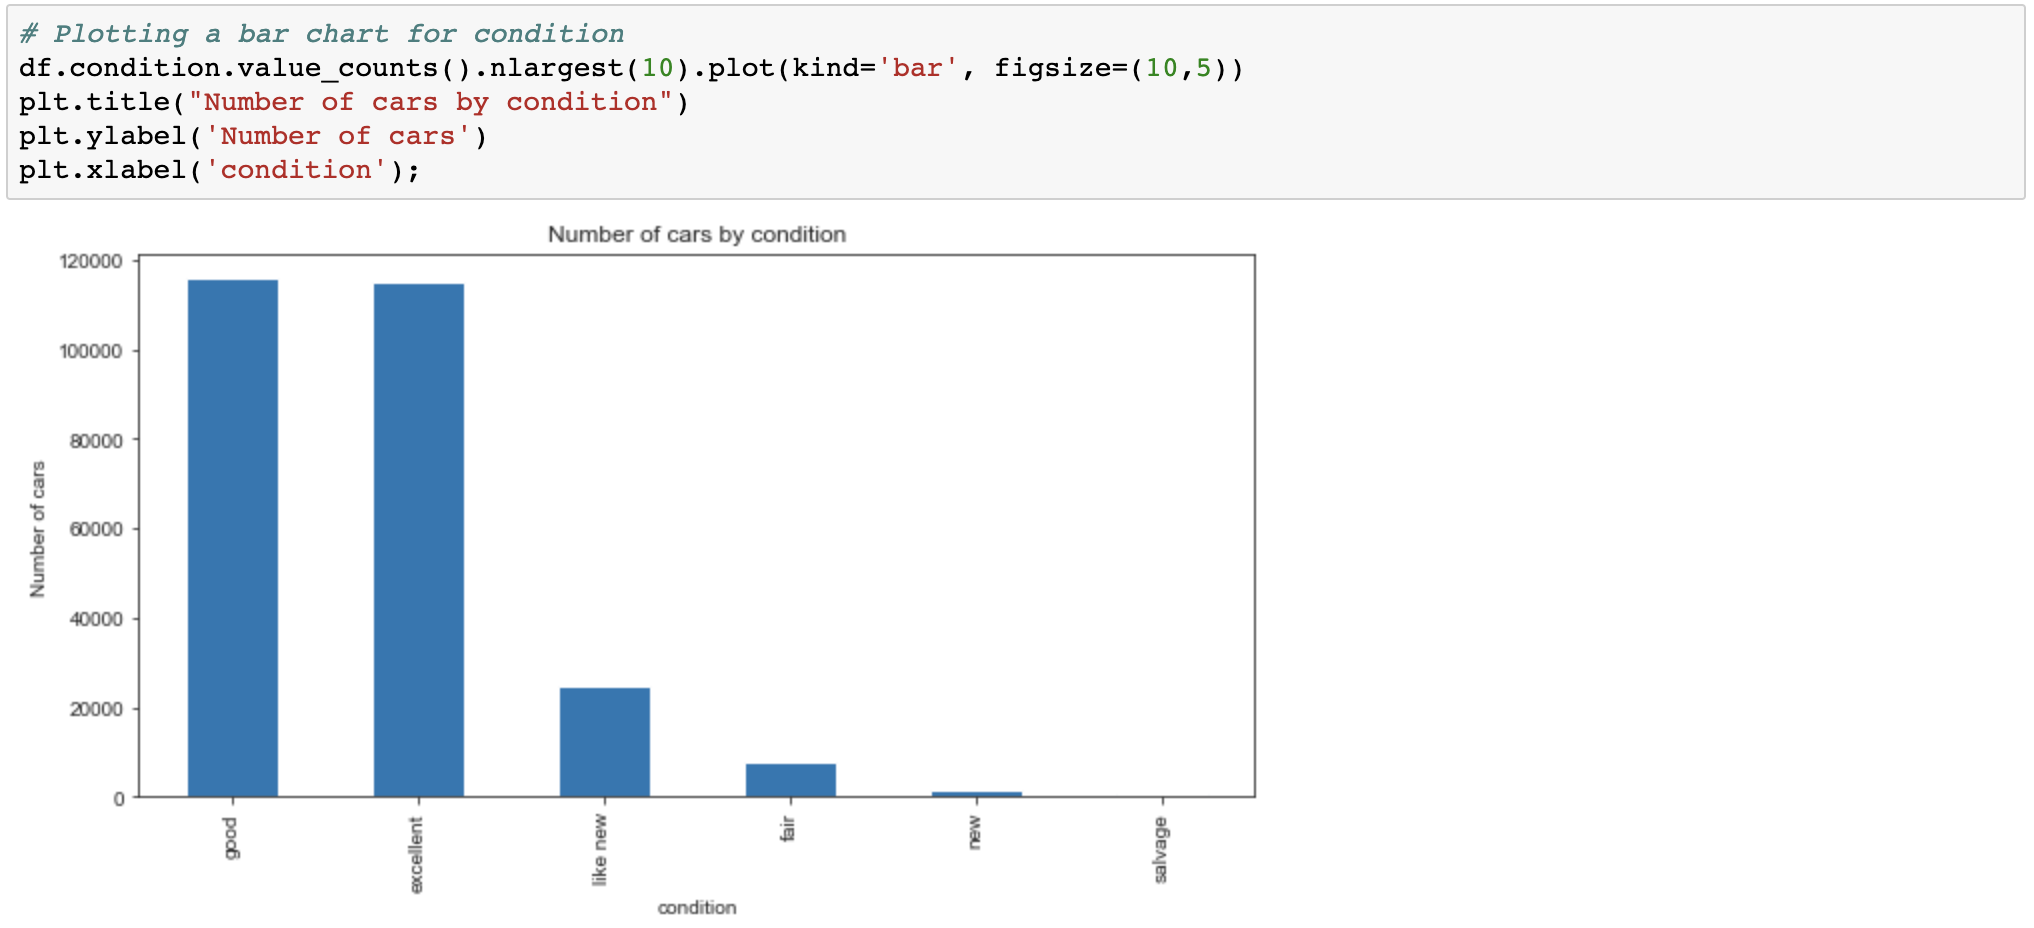 # Plotting a bar chart for condition
df.condition.value_counts().nlargest(10).plot(kind='bar', figsize=(10,5))
plt.title("Number of cars by condition")
plt.ylabel('Number of cars')
plt.xlabel('condition');
Number of cars by condition
120000
100000
80000
60000
40000
20000
0
Number of cars
good
excellent
like new
fair
new
salvage
condition